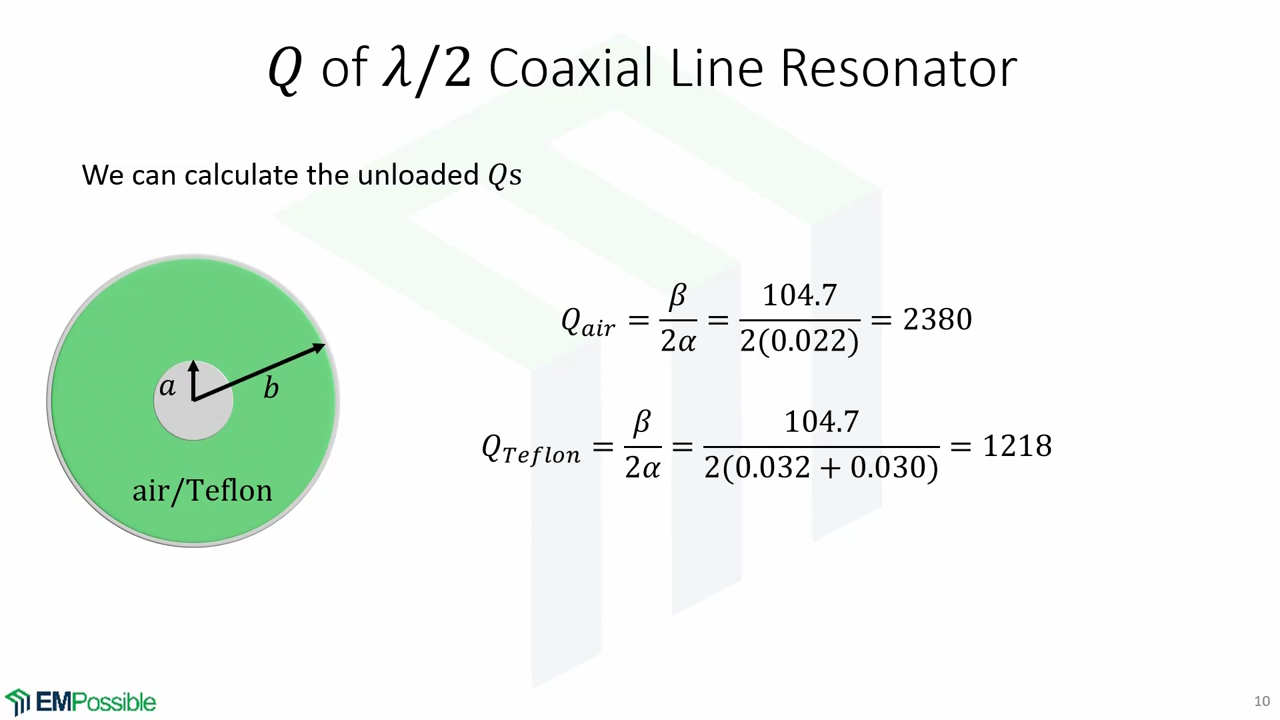 Q of λ/2 Coaxial Line Resonator
We can calculate the unloaded Qs
Q_air = β/2α = 104.7/2(0.022) = 2380
Q_Teflon = β/2α = 104.7/2(0.032 + 0.030) = 1218
a
b
air/Teflon
EMPossible
10